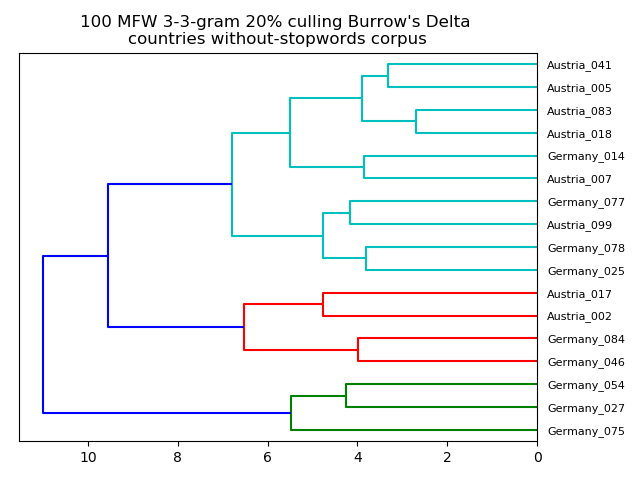 100 MFW 3-3-gram 20% culling Burrow's Delta
countries without-stopwords corpus
Austria_041
Austria_005
Austria_083
Austria_018
Germany_014
Austria_007
Germany_077
Austria_099
Germany_078
Germany_025
Austria_017
Austria_002
Germany_084
Germany_046
Germany_054
Germany_027
Germany_075
10 8 6 4 2 0